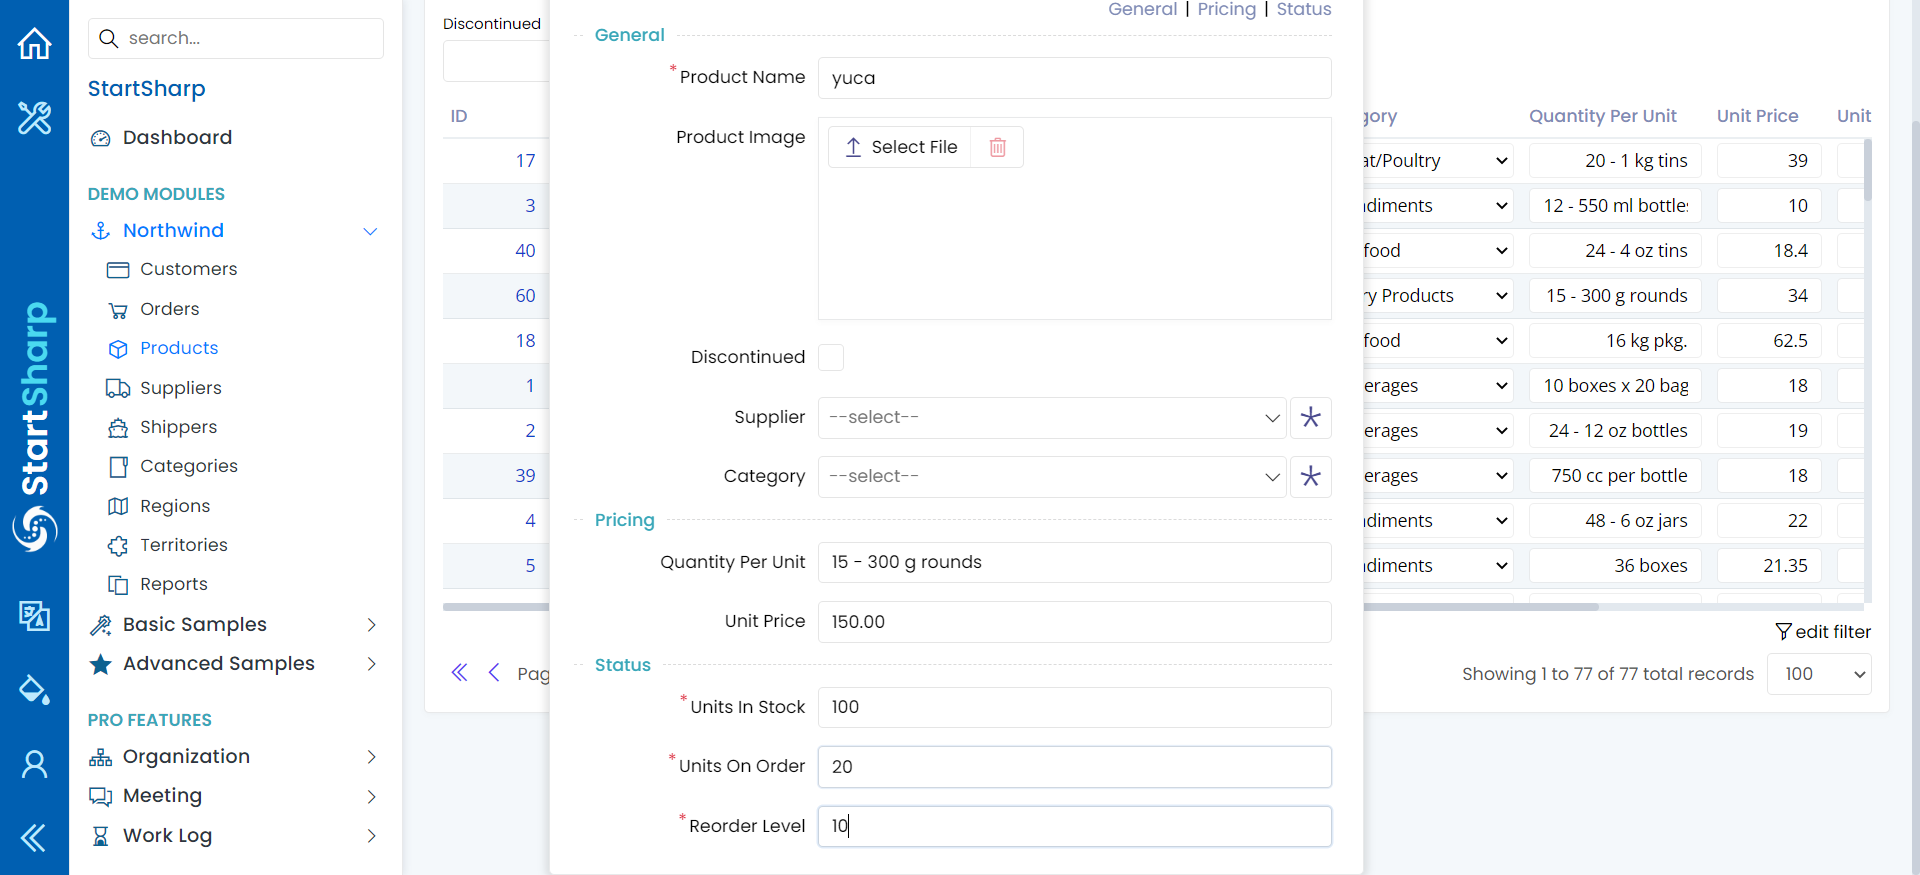 StartSharp
search...
StartSharp
Dashboard
DEMO MODULES
Northwind
Customers
Orders
Products
Suppliers
Shippers
Categories
Regions
Territories
Reports
Basic Samples
Advanced Samples
PRO FEATURES
Organization
Meeting
Work Log
Discontinued
ID
17
3
40
60
18
1
2
39
4
5
Pag
General | Pricing | Status
General
*Product Name yuca
Product Image Select File
Discontinued
Supplier --select--
Category --select--
Pricing
Quantity Per Unit 15 - 300 g rounds
Unit Price 150.00
Status
*Units In Stock 100
*Units On Order 20
*Reorder Level 10
gory Quantity Per Unit Unit Price Unit
at/Poultry 20 - 1 kg tins 39
diments 12 - 550 ml bottles 10
food 24 - 4 oz tins 18.4
ry Products 15 - 300 g rounds 34
food 16 kg pkg. 62.5
erages 10 boxes x 20 bag 18
erages 24 - 12 oz bottles 19
erages 750 cc per bottle 18
diments 48 - 6 oz jars 22
diments 36 boxes 21.35
edit filter
Showing 1 to 77 of 77 total records 100